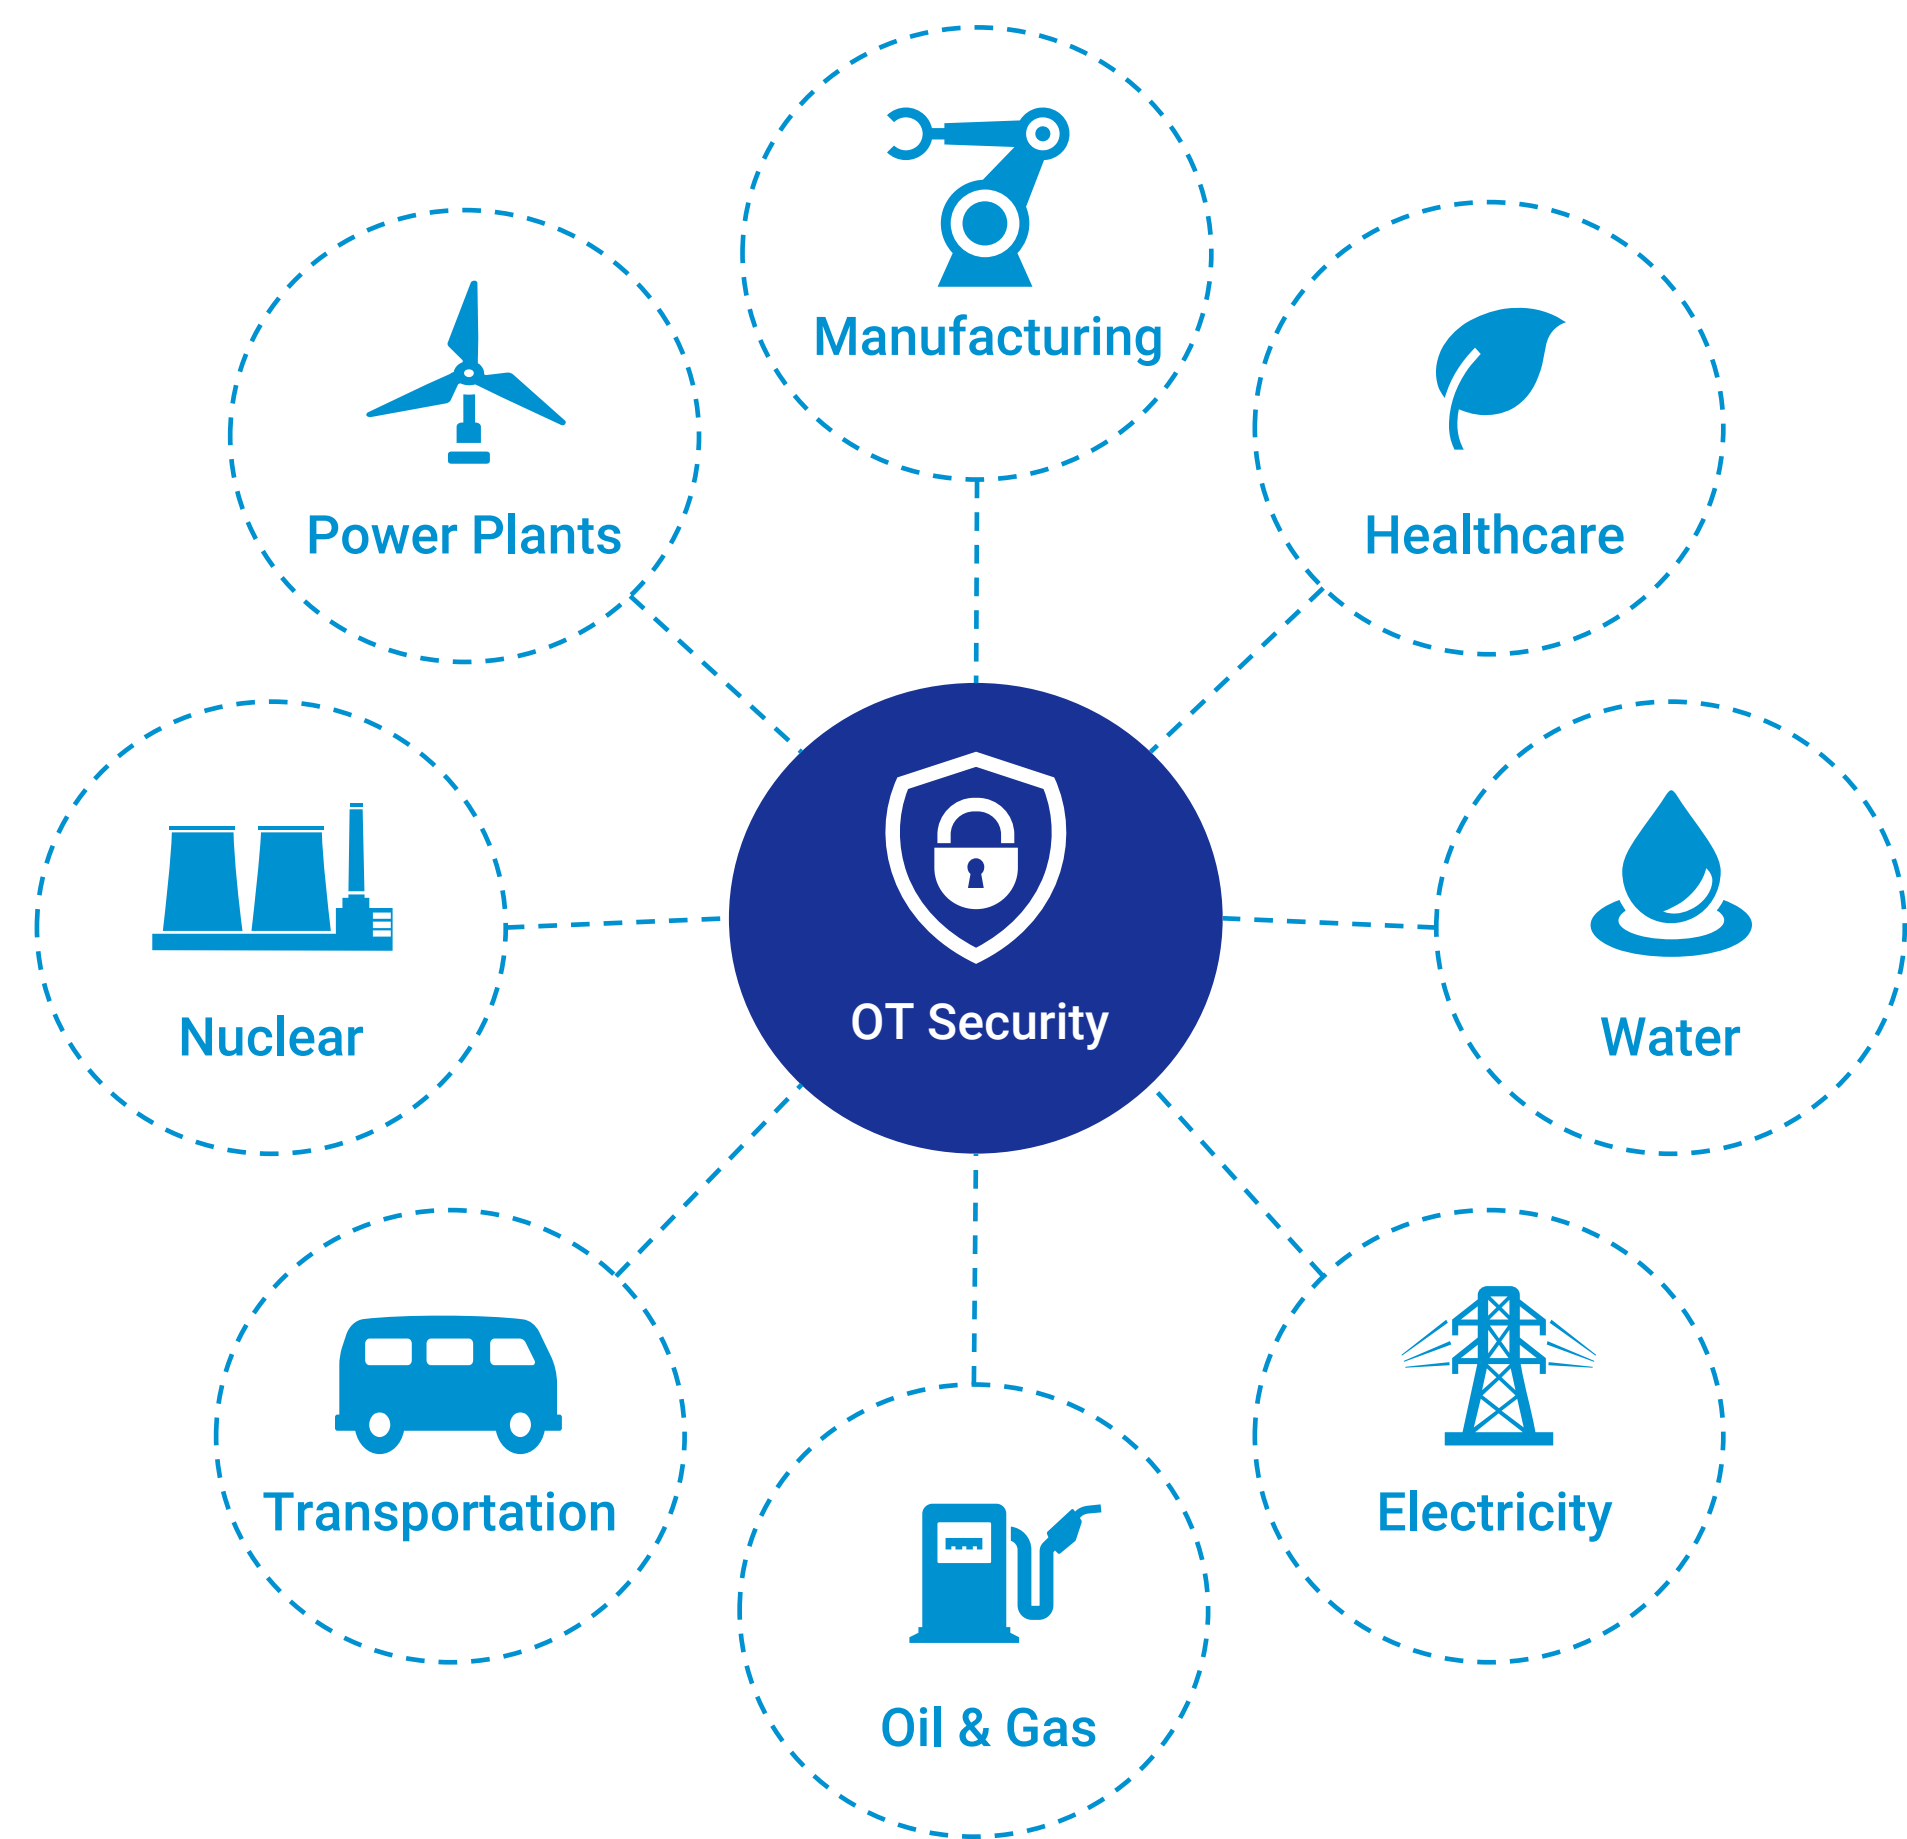 Manufacturing
Power Plants
Healthcare
OT Security
Nuclear
Water
Transportation
Electricity
Oil & Gas